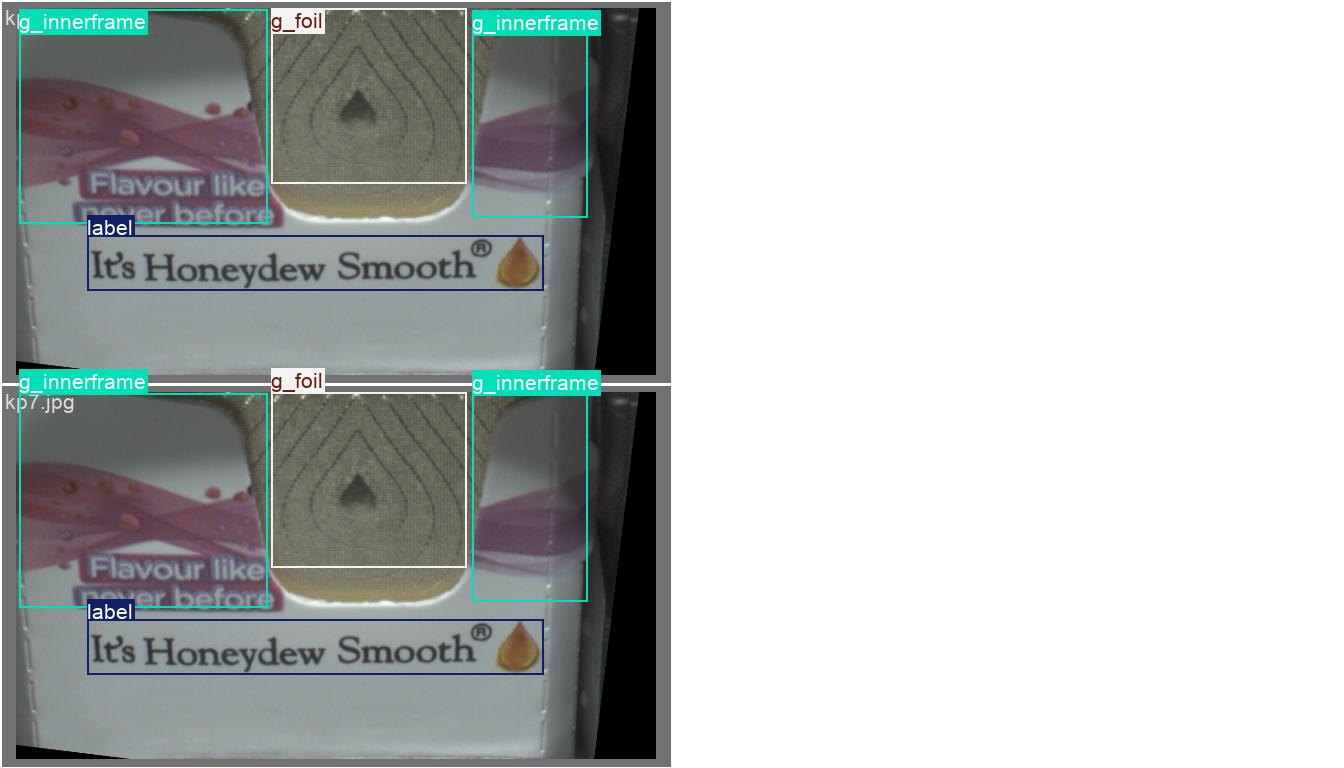 g_innerframe
g_foil
g_innerframe
Flavour like
never before
label
It's Honeydew Smooth®
g_innerframe
g_foil
g_innerframe
kp7.jpg
Flavour like
never before
label
It's Honeydew Smooth®